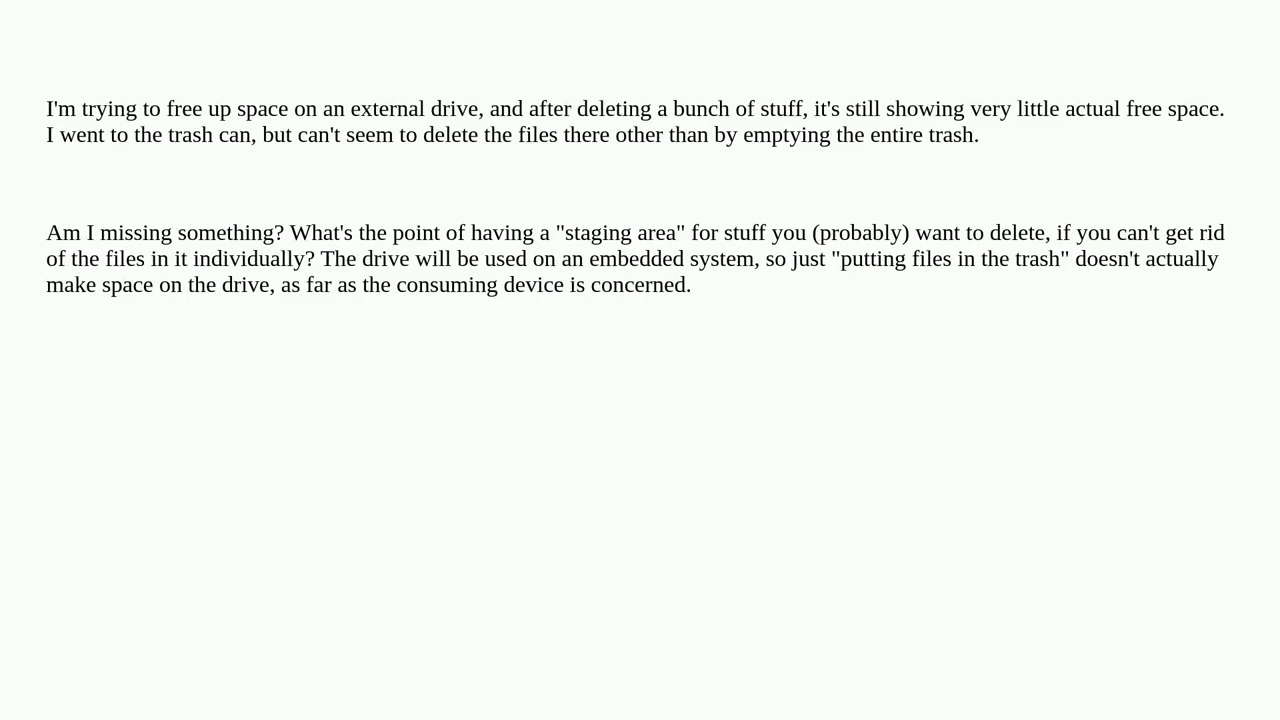 I'm trying to free up space on an external drive, and after deleting a bunch of stuff, it's still showing very little actual free space.
I went to the trash can, but can't seem to delete the files there other than by emptying the entire trash.
Am I missing something? What's the point of having a "staging area" for stuff you (probably) want to delete, if you can't get rid
of the files in it individually? The drive will be used on an embedded system, so just "putting files in the trash" doesn't actually
make space on the drive, as far as the consuming device is concerned.